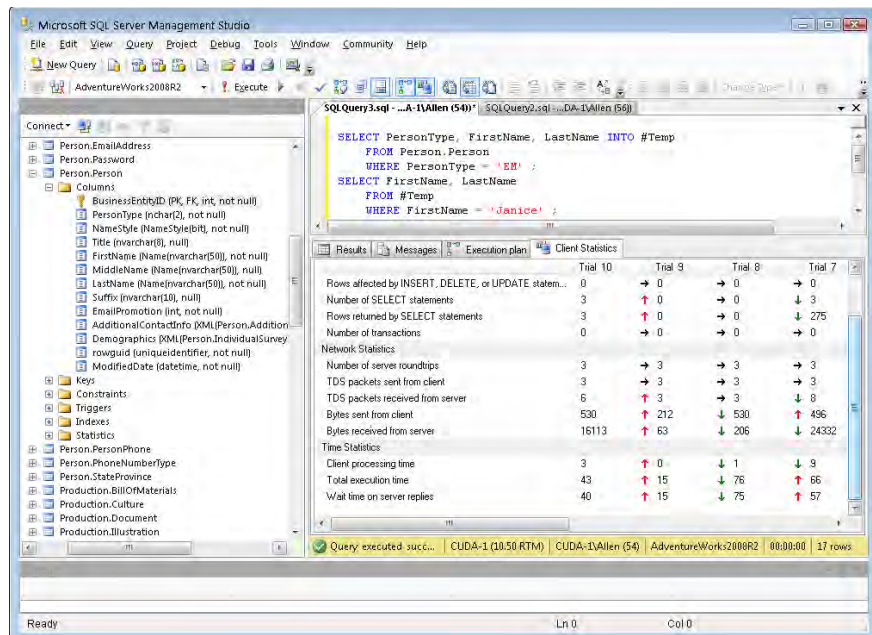 Microsoft SQL Server Management Studio
File Edit View Query Project Debug Tools Window Community Help
New Query
AdventureWorks2008R2 Execute
Change Type
SQLQuery3.sql - ...A-1\Allen (54))* SQLQuery2.sql -...DA-1\Allen (56))
Connect
Person.EmailAddress
Person.Password
Person.Person
Columns
BusinessEntityID (PK, FK, int, not null)
PersonType (nchar(2), not null)
NameStyle (NameStyle(bit), not null)
Title (nvarchar(8), null)
FirstName (Name(nvarchar(50)), not null)
MiddleName (Name(nvarchar(50)), null)
LastName (Name(nvarchar(50)), not null)
Suffix (nvarchar(10), null)
EmailPromotion (int, not null)
AdditionalContactInfo (XML(Person.Addition
Demographics (XML(Person.IndividualSurvey
rowguid (uniqueidentifier, not null)
ModifiedDate (datetime, not null)
Keys
Constraints
Triggers
Indexes
Statistics
Person.PersonPhone
Person.PhoneNumberType
Person.StateProvince
Production.BillOfMaterials
Production.Culture
Production.Document
Production.Illustration
SELECT PersonType, FirstName, LastName INTO #Temp
FROM Person.Person
WHERE PersonType = 'EM' ;
SELECT FirstName, LastName
FROM #Temp
WHERE FirstName = 'Janice' ;
Results Messages Execution plan Client Statistics
Trial 10 Trial 9 Trial 8 Trial 7
Rows affected by INSERT, DELETE, or UPDATE statem... 0 → 0 → 0 → 0
Number of SELECT statements 3 ↑ 0 → 0 ↓ 3
Rows returned by SELECT statements 3 ↑ 0 → 0 ↓ 275
Number of transactions 0 → 0 → 0 → 0
Network Statistics
Number of server roundtrips 3 → 3 → 3 → 3
TDS packets sent from client 3 → 3 → 3 → 3
TDS packets received from server 6 ↑ 3 → 3 ↓ 8
Bytes sent from client 530 ↑ 212 ↓ 530 ↑ 496
Bytes received from server 16113 ↑ 63 ↓ 206 ↓ 24332
Time Statistics
Client processing time 3 ↑ 0 ↓ 1 ↓ 9
Total execution time 43 ↑ 15 ↓ 76 ↑ 66
Wait time on server replies 40 ↑ 15 ↓ 75 ↑ 57
Query executed succ... CUDA-1 (10.50 RTM) CUDA-1\Allen (54) AdventureWorks2008R2 00:00:00 17 rows
Ready Ln 0 Col 0